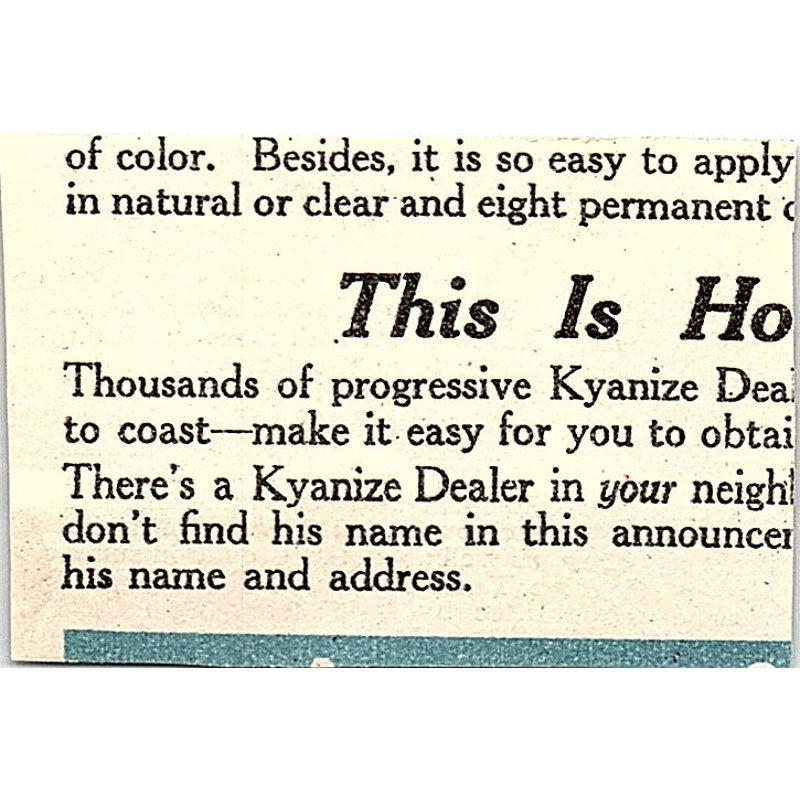 of color. Besides, it is so easy to apply
in natural or clear and eight permanent
This Is
Thousands of progressive Kyanize
to coast—make it easy for you to
There's a Kyanize Dealer in your
don't find his name in this
his name and address.